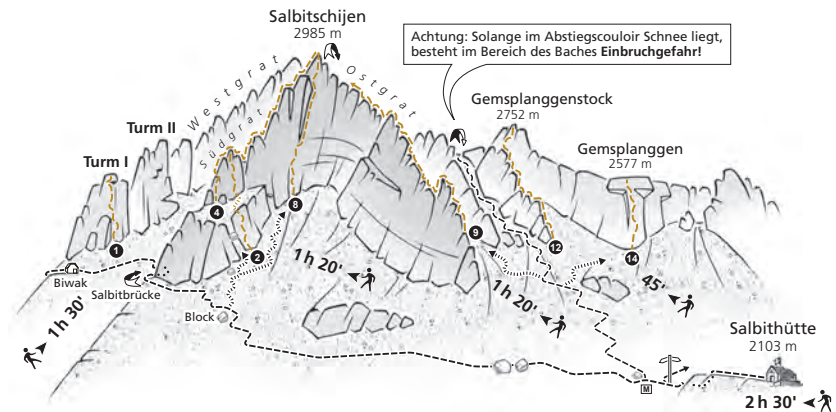 Salbitschijen
2985 m
Achtung: Solange im Abstiegscouloir Schnee liegt,
besteht im Bereich des Baches Einbruchgefahr!
Westgrat
Südgrat
Ostgrat
Gemsplanggenstock
2752 m
Gemsplanggen
2577 m
Turm II
Turm I
1
4
2
8
9
12
14
Biwak
Salbitbrücke
Block
1 h 30'
1 h 20'
1 h 20'
45'
Salbithütte
2103 m
M
2 h 30'